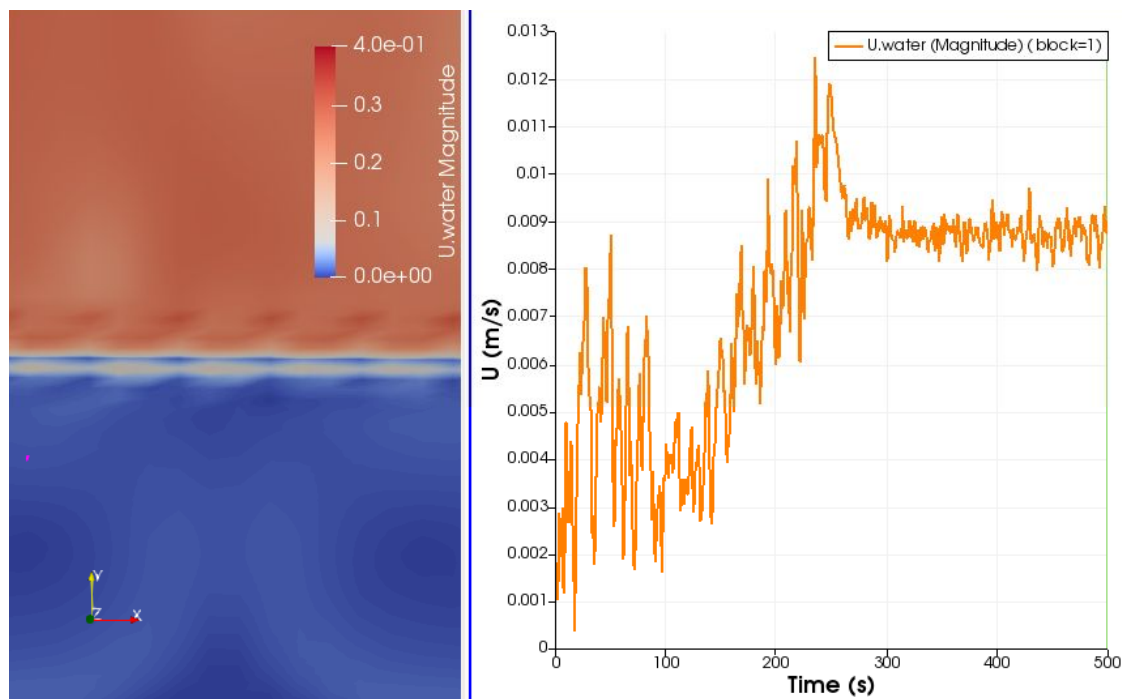 4.0e-01
0.3
0.2
0.1
0.0e+00
U.water Magnitude
Y
Z
X
U.water (Magnitude) ( block=1)
0.013
0.012
0.011
0.01
0.009
0.008
0.007
0.006
0.005
0.004
0.003
0.002
0.001
0
U (m/s)
0
100
200
300
400
500
Time (s)